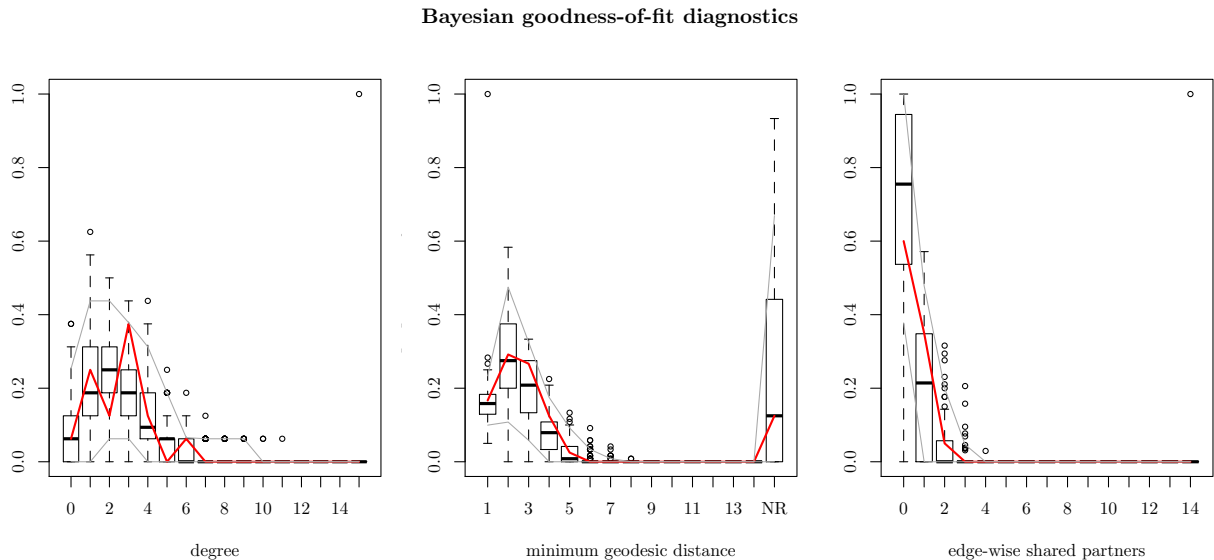 Bayesian goodness-of-fit diagnostics
1.0
0.8
0.6
0.4
0.2
0.0
0 2 4 6 8 10 12 14
degree
1.0
0.8
0.6
0.4
0.2
0.0
1 3 5 7 9 11 13 NR
minimum geodesic distance
1.0
0.8
0.6
0.4
0.2
0.0
0 2 4 6 8 10 12 14
edge-wise shared partners